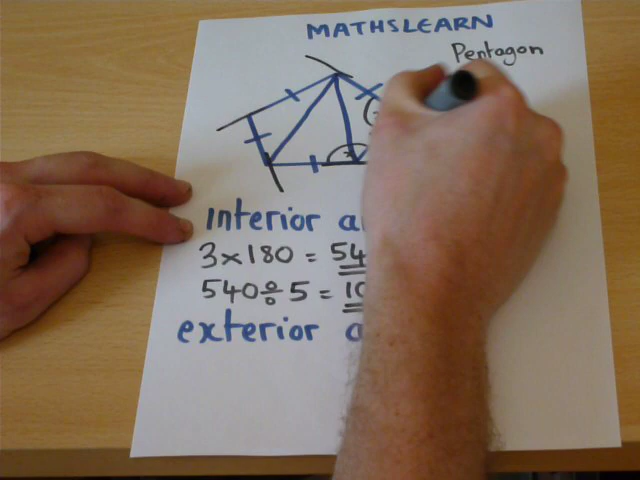 MATHSLEARN
Pentagon
interior
3×180 = 54
540÷5 = 10
exterior